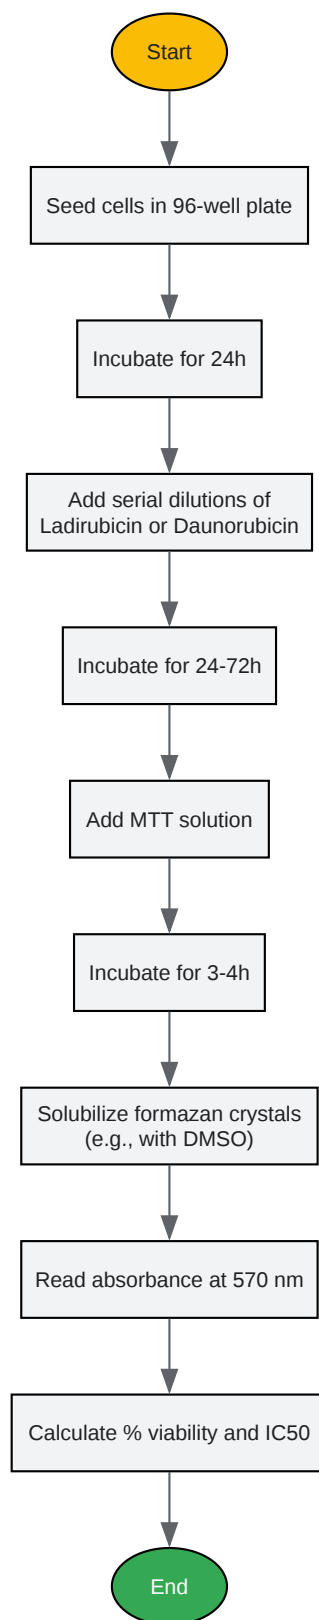 Start
Seed cells in 96-well plate
Incubate for 24h
Add serial dilutions of
Ladirubicin or Daunorubicin
Incubate for 24-72h
Add MTT solution
Incubate for 3-4h
Solubilize formazan crystals
(e.g., with DMSO)
Read absorbance at 570 nm
Calculate % viability and IC50
End